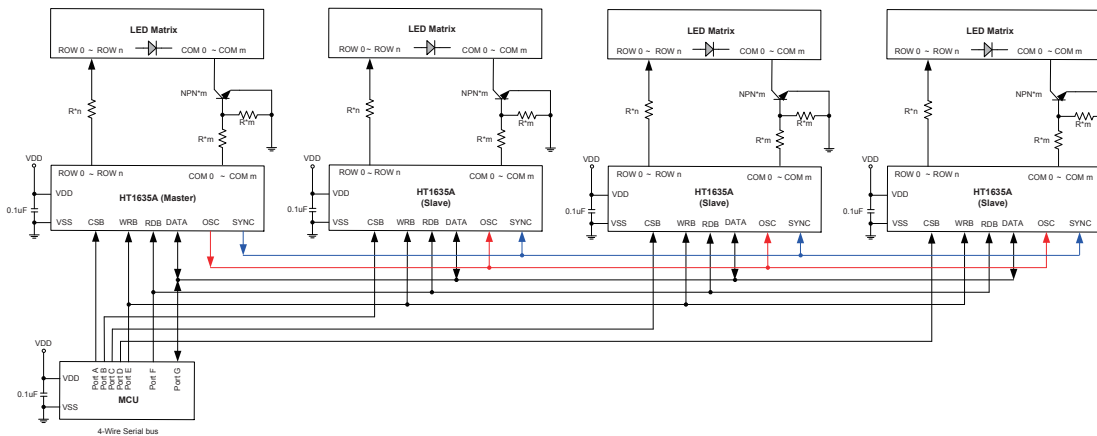 LED Matrix
ROW 0 ~ ROW n COM 0 ~ COM m
LED Matrix
ROW 0 ~ ROW n COM 0 ~ COM m
LED Matrix
ROW 0 ~ ROW n COM 0 ~ COM m
LED Matrix
ROW 0 ~ ROW n COM 0 ~ COM m
R*n
NPN*m
R*m
R*m
R*n
NPN*m
R*m
R*m
R*n
NPN*m
R*m
R*m
R*n
NPN*m
R*m
R*m
VDD
0.1uF
ROW 0 ~ ROW n COM 0 ~ COM m
VDD
HT1635A (Master)
VSS CSB WRB RDB DATA OSC SYNC
VDD
0.1uF
ROW 0 ~ ROW n COM 0 ~ COM m
VDD
HT1635A
(Slave)
VSS CSB WRB RDB DATA OSC SYNC
VDD
0.1uF
ROW 0 ~ ROW n COM 0 ~ COM m
VDD
HT1635A
(Slave)
VSS CSB WRB RDB DATA OSC SYNC
VDD
0.1uF
ROW 0 ~ ROW n COM 0 ~ COM m
VDD
HT1635A
(Slave)
VSS CSB WRB RDB DATA OSC SYNC
VDD
0.1uF
VDD
VSS
Port A
Port B
Port C
Port D
Port E
Port F
Port G
MCU
4-Wire Serial bus